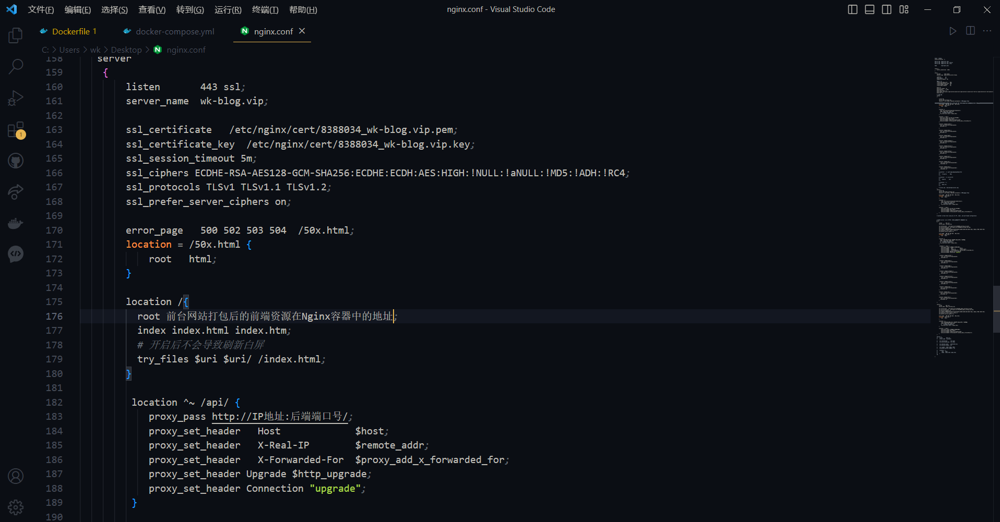 文件(F) 编辑(E) 选择(S) 查看(V) 转到(G) 运行(R) 终端(T) 帮助(H) nginx.conf - Visual Studio Code
Dockerfile 1 docker-compose.yml nginx.conf
C: > Users > wk > Desktop > nginx.conf
158 server
159 {
160 listen 443 ssl;
161 server_name wk-blog.vip;
162
163 ssl_certificate /etc/nginx/cert/8388034_wk-blog.vip.pem;
164 ssl_certificate_key /etc/nginx/cert/8388034_wk-blog.vip.key;
165 ssl_session_timeout 5m;
166 ssl_ciphers ECDHE-RSA-AES128-GCM-SHA256:ECDHE:ECDH:AES:HIGH:!NULL:!aNULL:!MD5:!ADH:!RC4;
167 ssl_protocols TLSv1 TLSv1.1 TLSv1.2;
168 ssl_prefer_server_ciphers on;
169
170 error_page 500 502 503 504 /50x.html;
171 location = /50x.html {
172 root html;
173 }
174
175 location /{
176 root 前台网站打包后的前端资源在Nginx容器中的地址;
177 index index.html index.htm;
178 # 开启后不会导致刷新白屏
179 try_files $uri $uri/ /index.html;
180 }
181
182 location ^~ /api/ {
183 proxy_pass http://IP地址:后端端口号/;
184 proxy_set_header Host $host;
185 proxy_set_header X-Real-IP $remote_addr;
186 proxy_set_header X-Forwarded-For $proxy_add_x_forwarded_for;
187 proxy_set_header Upgrade $http_upgrade;
188 proxy_set_header Connection "upgrade";
189 }
190
1